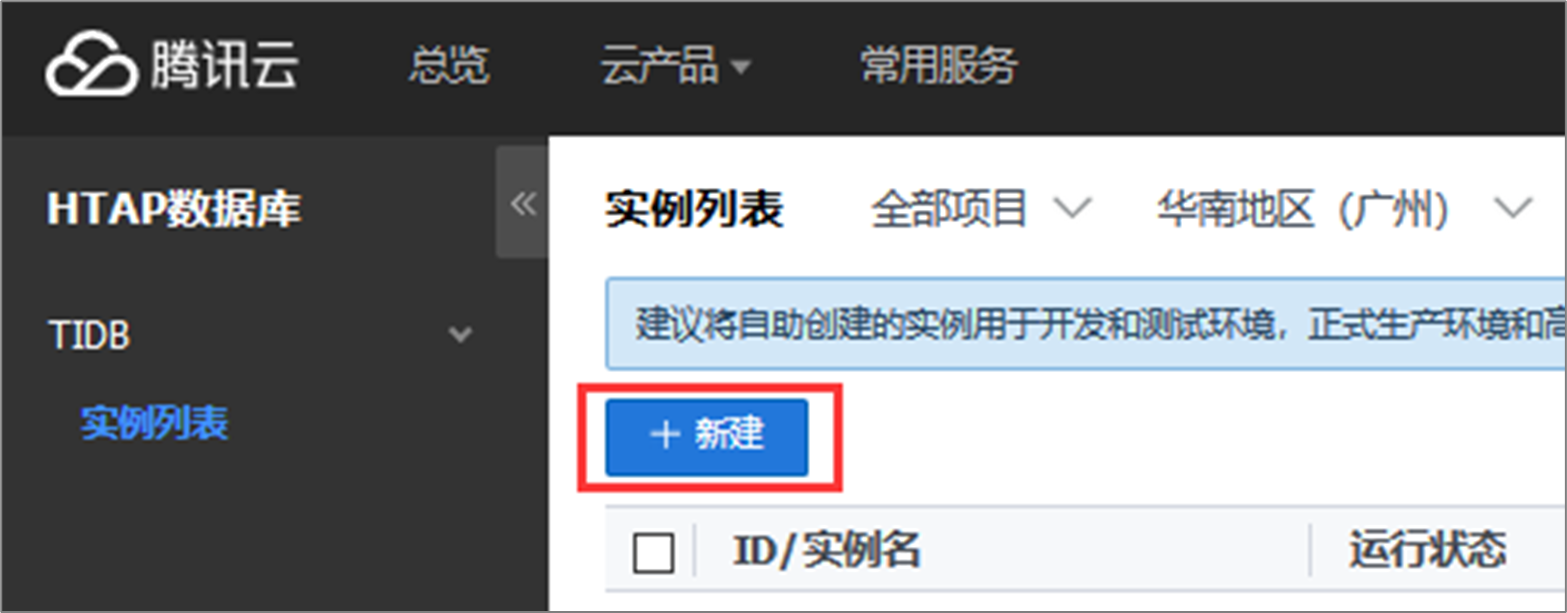 腾讯云 总览 云产品 常用服务
HTAP数据库
TIDB
实例列表
实例列表 全部项目 华南地区（广州）
建议将自助创建的实例用于开发和测试环境，正式生产环境和高
+ 新建
ID/实例名 运行状态